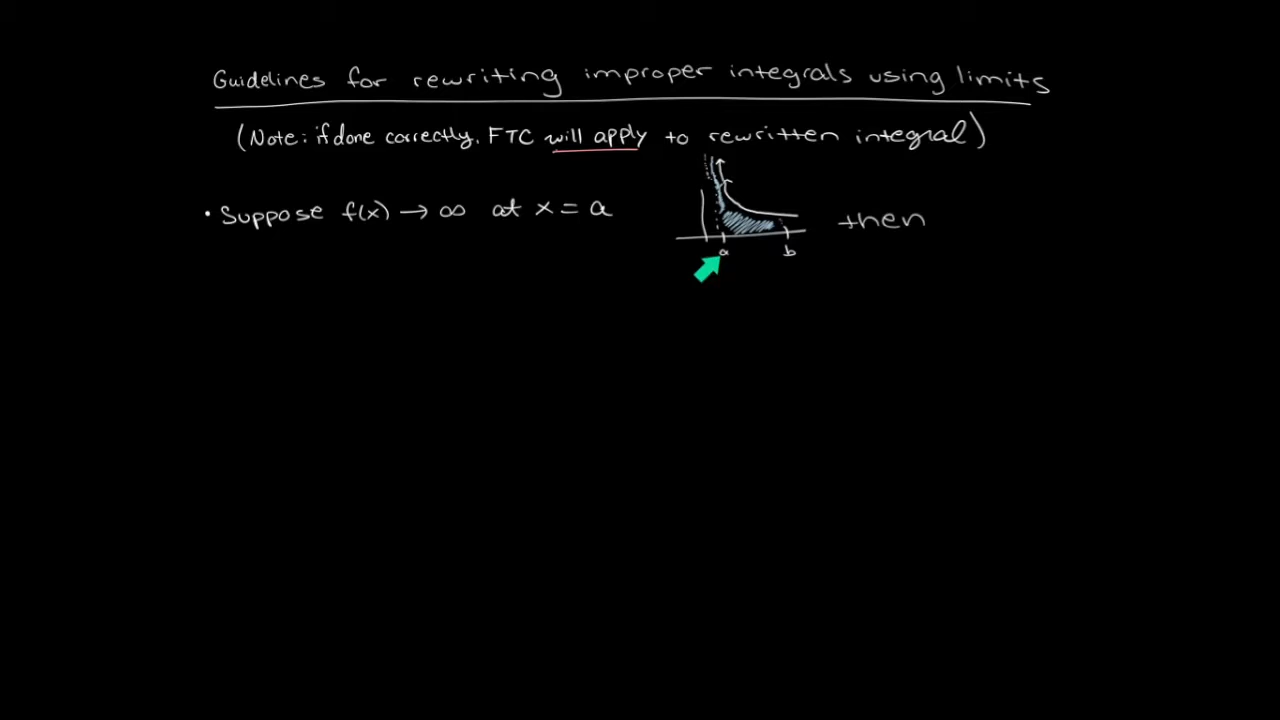 Guidelines for rewriting improper integrals using limits
(Note: if done correctly, FTC will apply to rewritten integral)
• Suppose f(x) → ∞ at x = a
a b
then